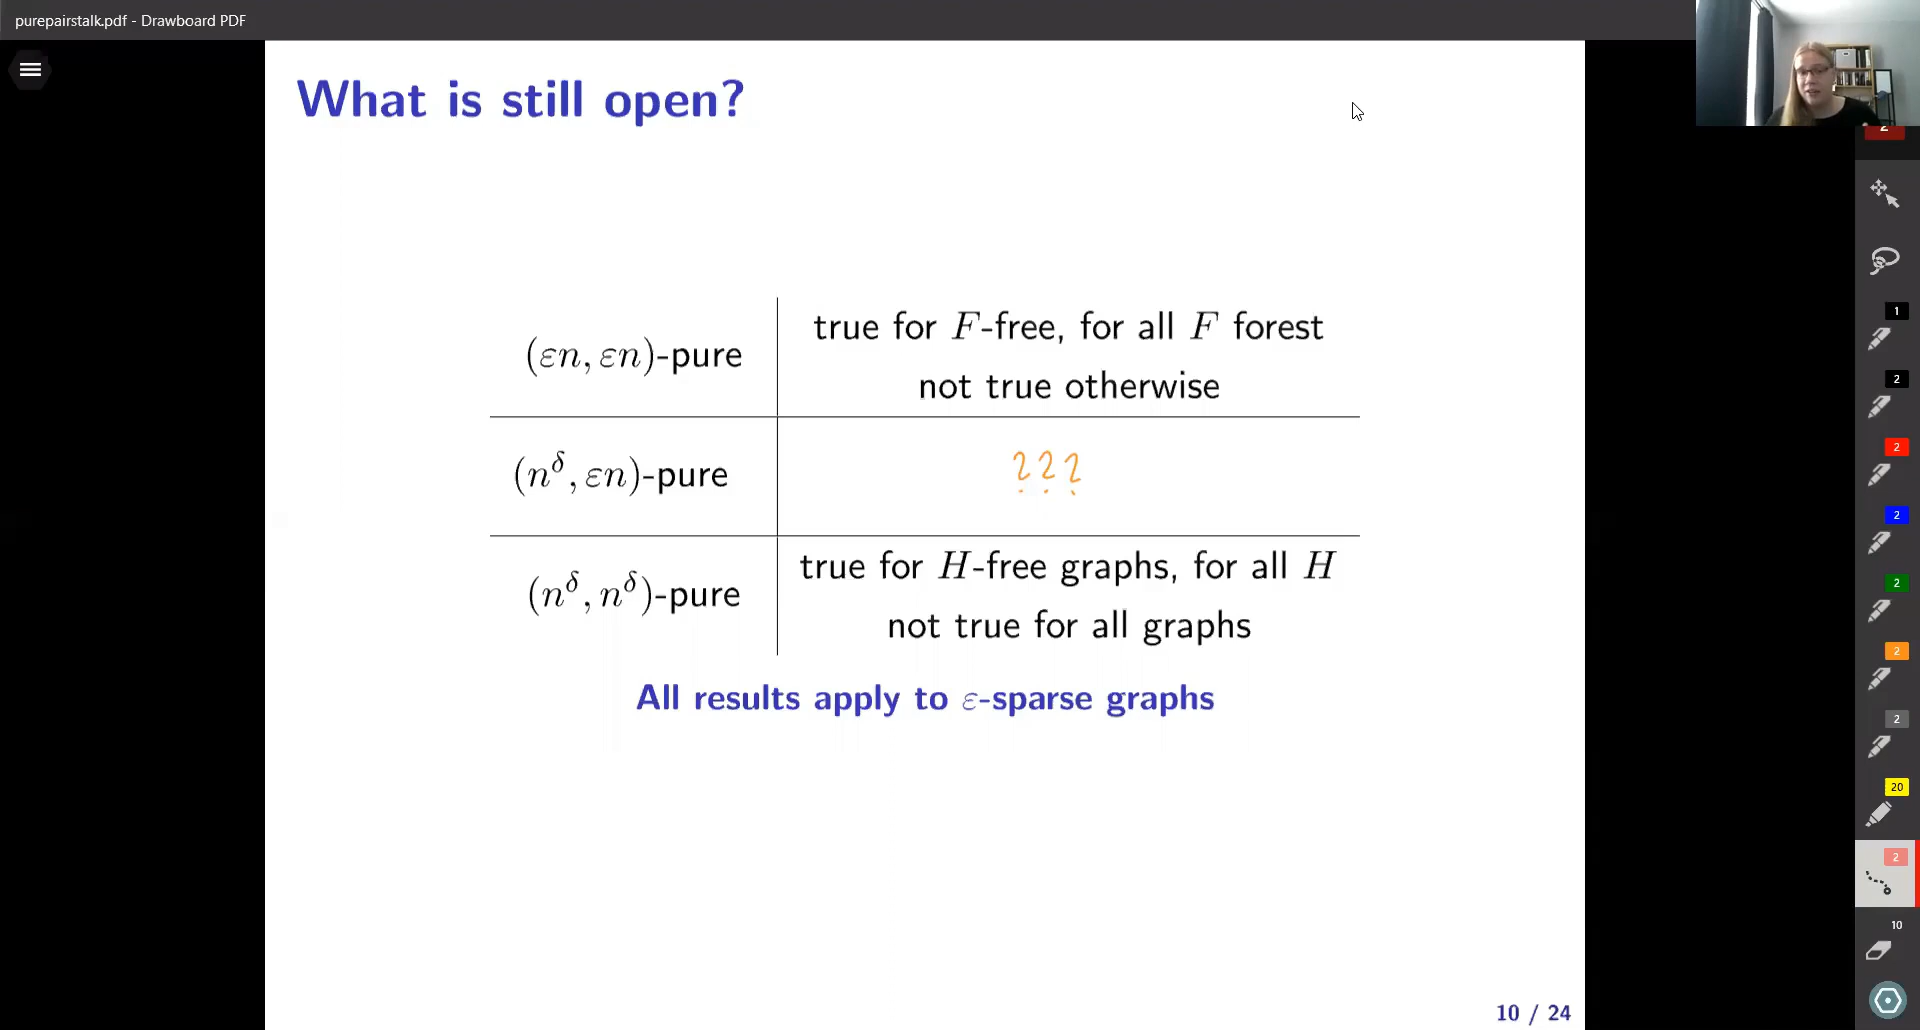 purepairstalk.pdf - Drawboard PDF
What is still open?
(εn, εn)-pure
true for F-free, for all F forest
not true otherwise
(n^δ, εn)-pure
???
(n^δ, n^δ)-pure
true for H-free graphs, for all H
not true for all graphs
All results apply to ε-sparse graphs
10 / 24
2
1
2
2
2
2
2
2
20
2
10